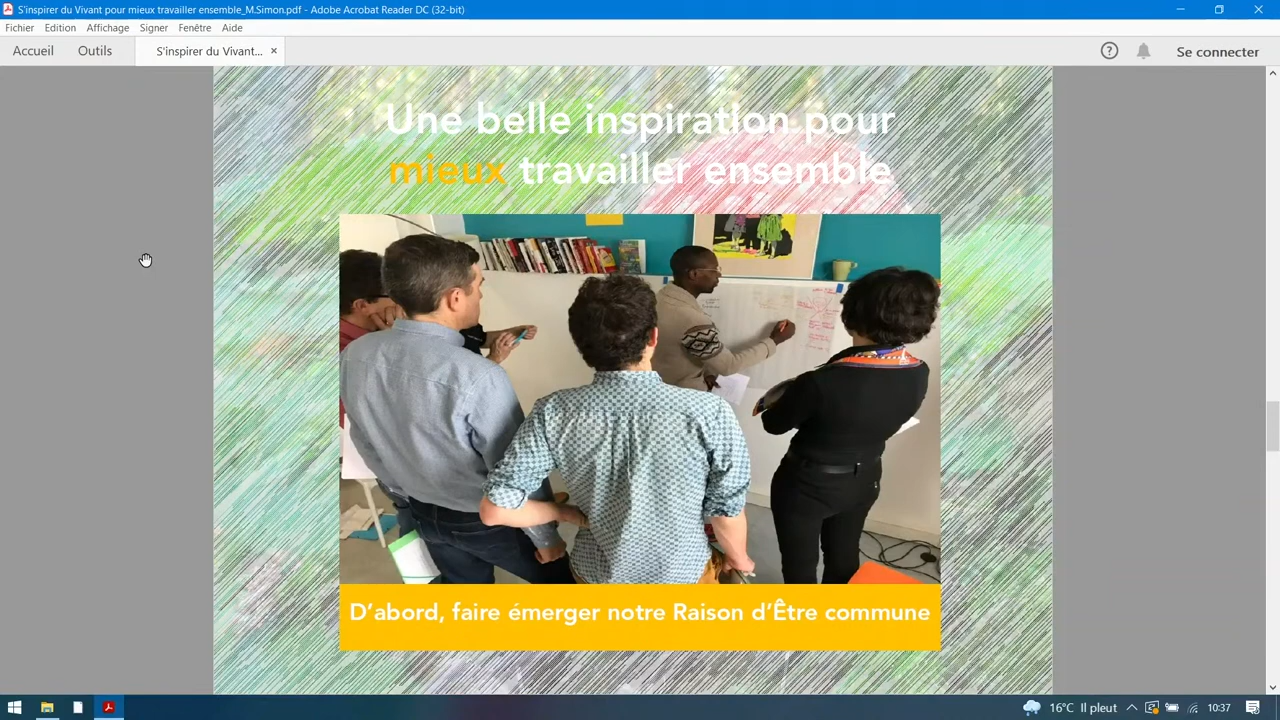 S'inspirer du Vivant pour mieux travailler ensemble_M.Simon.pdf - Adobe Acrobat Reader DC (32-bit)
Fichier Edition Affichage Signer Fenêtre Aide
Accueil Outils S'inspirer du Vivant... × Se connecter
Une belle inspiration pour
mieux travailler ensemble
D'abord, faire émerger notre Raison d'Être commune
16°C Il pleut 10:37